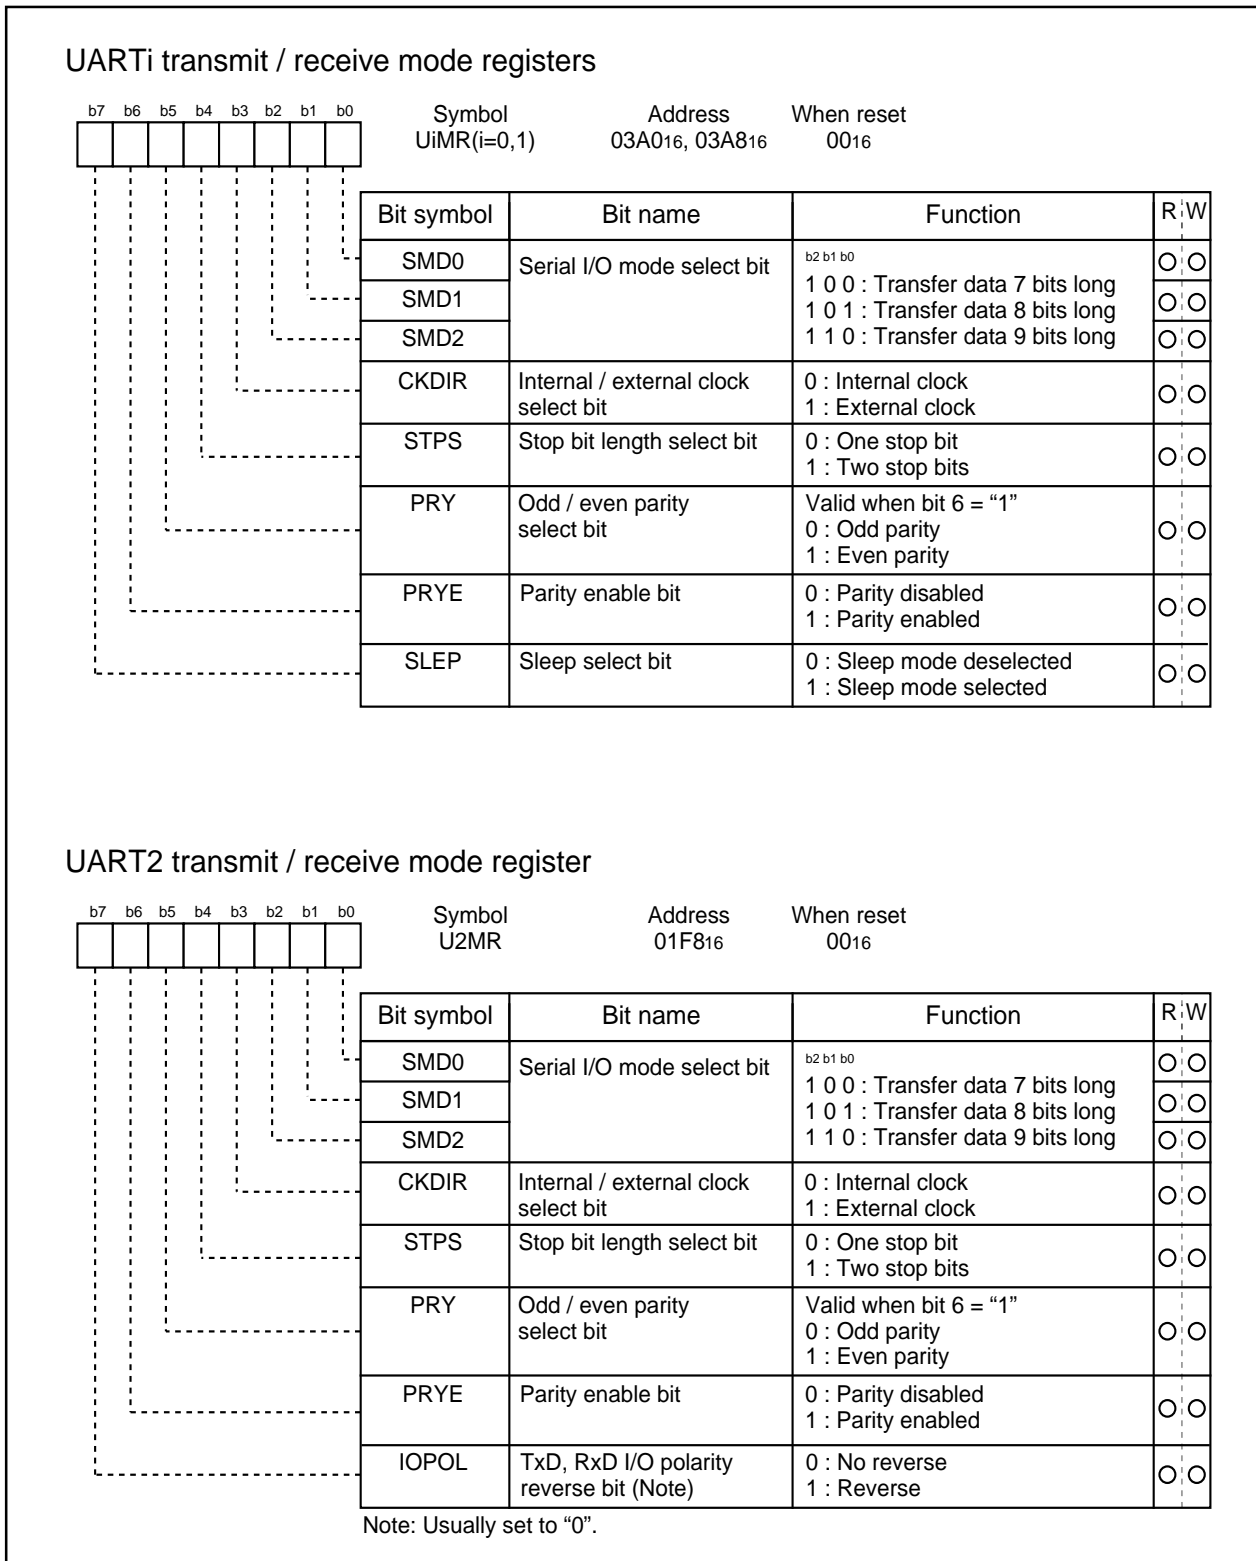 UARTi transmit / receive mode registers
b7 b6 b5 b4 b3 b2 b1 b0
Symbol Address When reset
UiMR(i=0,1) 03A016, 03A816 0016
Bit symbol Bit name Function R W
SMD0 Serial I/O mode select bit b2 b1 b0
1 0 0 : Transfer data 7 bits long
SMD1 1 0 1 : Transfer data 8 bits long
SMD2 1 1 0 : Transfer data 9 bits long
CKDIR Internal / external clock 0 : Internal clock
select bit 1 : External clock
STPS Stop bit length select bit 0 : One stop bit
1 : Two stop bits
PRY Odd / even parity Valid when bit 6 = “1”
select bit 0 : Odd parity
1 : Even parity
PRYE Parity enable bit 0 : Parity disabled
1 : Parity enabled
SLEP Sleep select bit 0 : Sleep mode deselected
1 : Sleep mode selected
UART2 transmit / receive mode register
b7 b6 b5 b4 b3 b2 b1 b0
Symbol Address When reset
U2MR 01F816 0016
Bit symbol Bit name Function R W
SMD0 Serial I/O mode select bit b2 b1 b0
1 0 0 : Transfer data 7 bits long
SMD1 1 0 1 : Transfer data 8 bits long
SMD2 1 1 0 : Transfer data 9 bits long
CKDIR Internal / external clock 0 : Internal clock
select bit 1 : External clock
STPS Stop bit length select bit 0 : One stop bit
1 : Two stop bits
PRY Odd / even parity Valid when bit 6 = “1”
select bit 0 : Odd parity
1 : Even parity
PRYE Parity enable bit 0 : Parity disabled
1 : Parity enabled
IOPOL TxD, RxD I/O polarity 0 : No reverse
reverse bit (Note) 1 : Reverse
Note: Usually set to “0”.